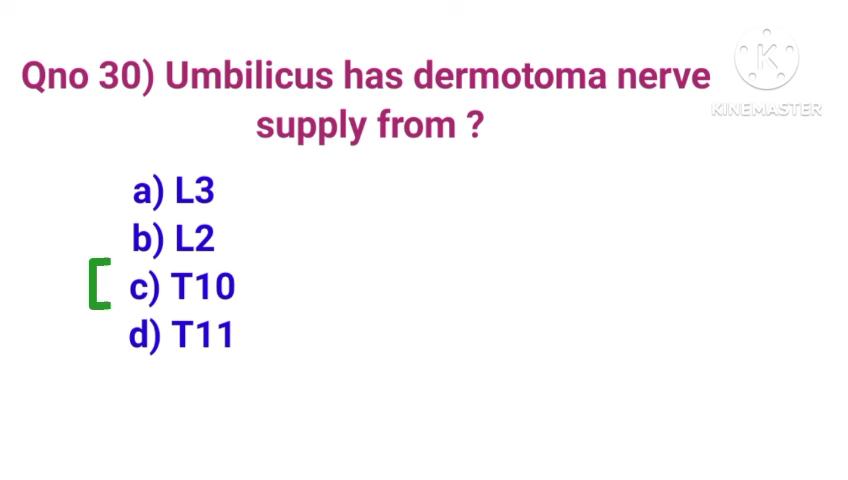 Qno 30) Umbilicus has dermotoma nerve
supply from ?
K
KINEMASTER
a) L3
b) L2
c) T10
d) T11